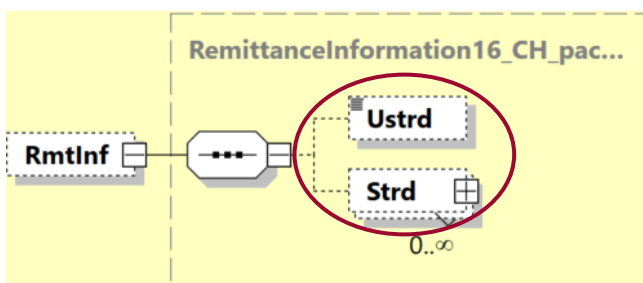 RemittanceInformation16_CH_pac...
Ustrd
RmtInf
Strd
0..∞